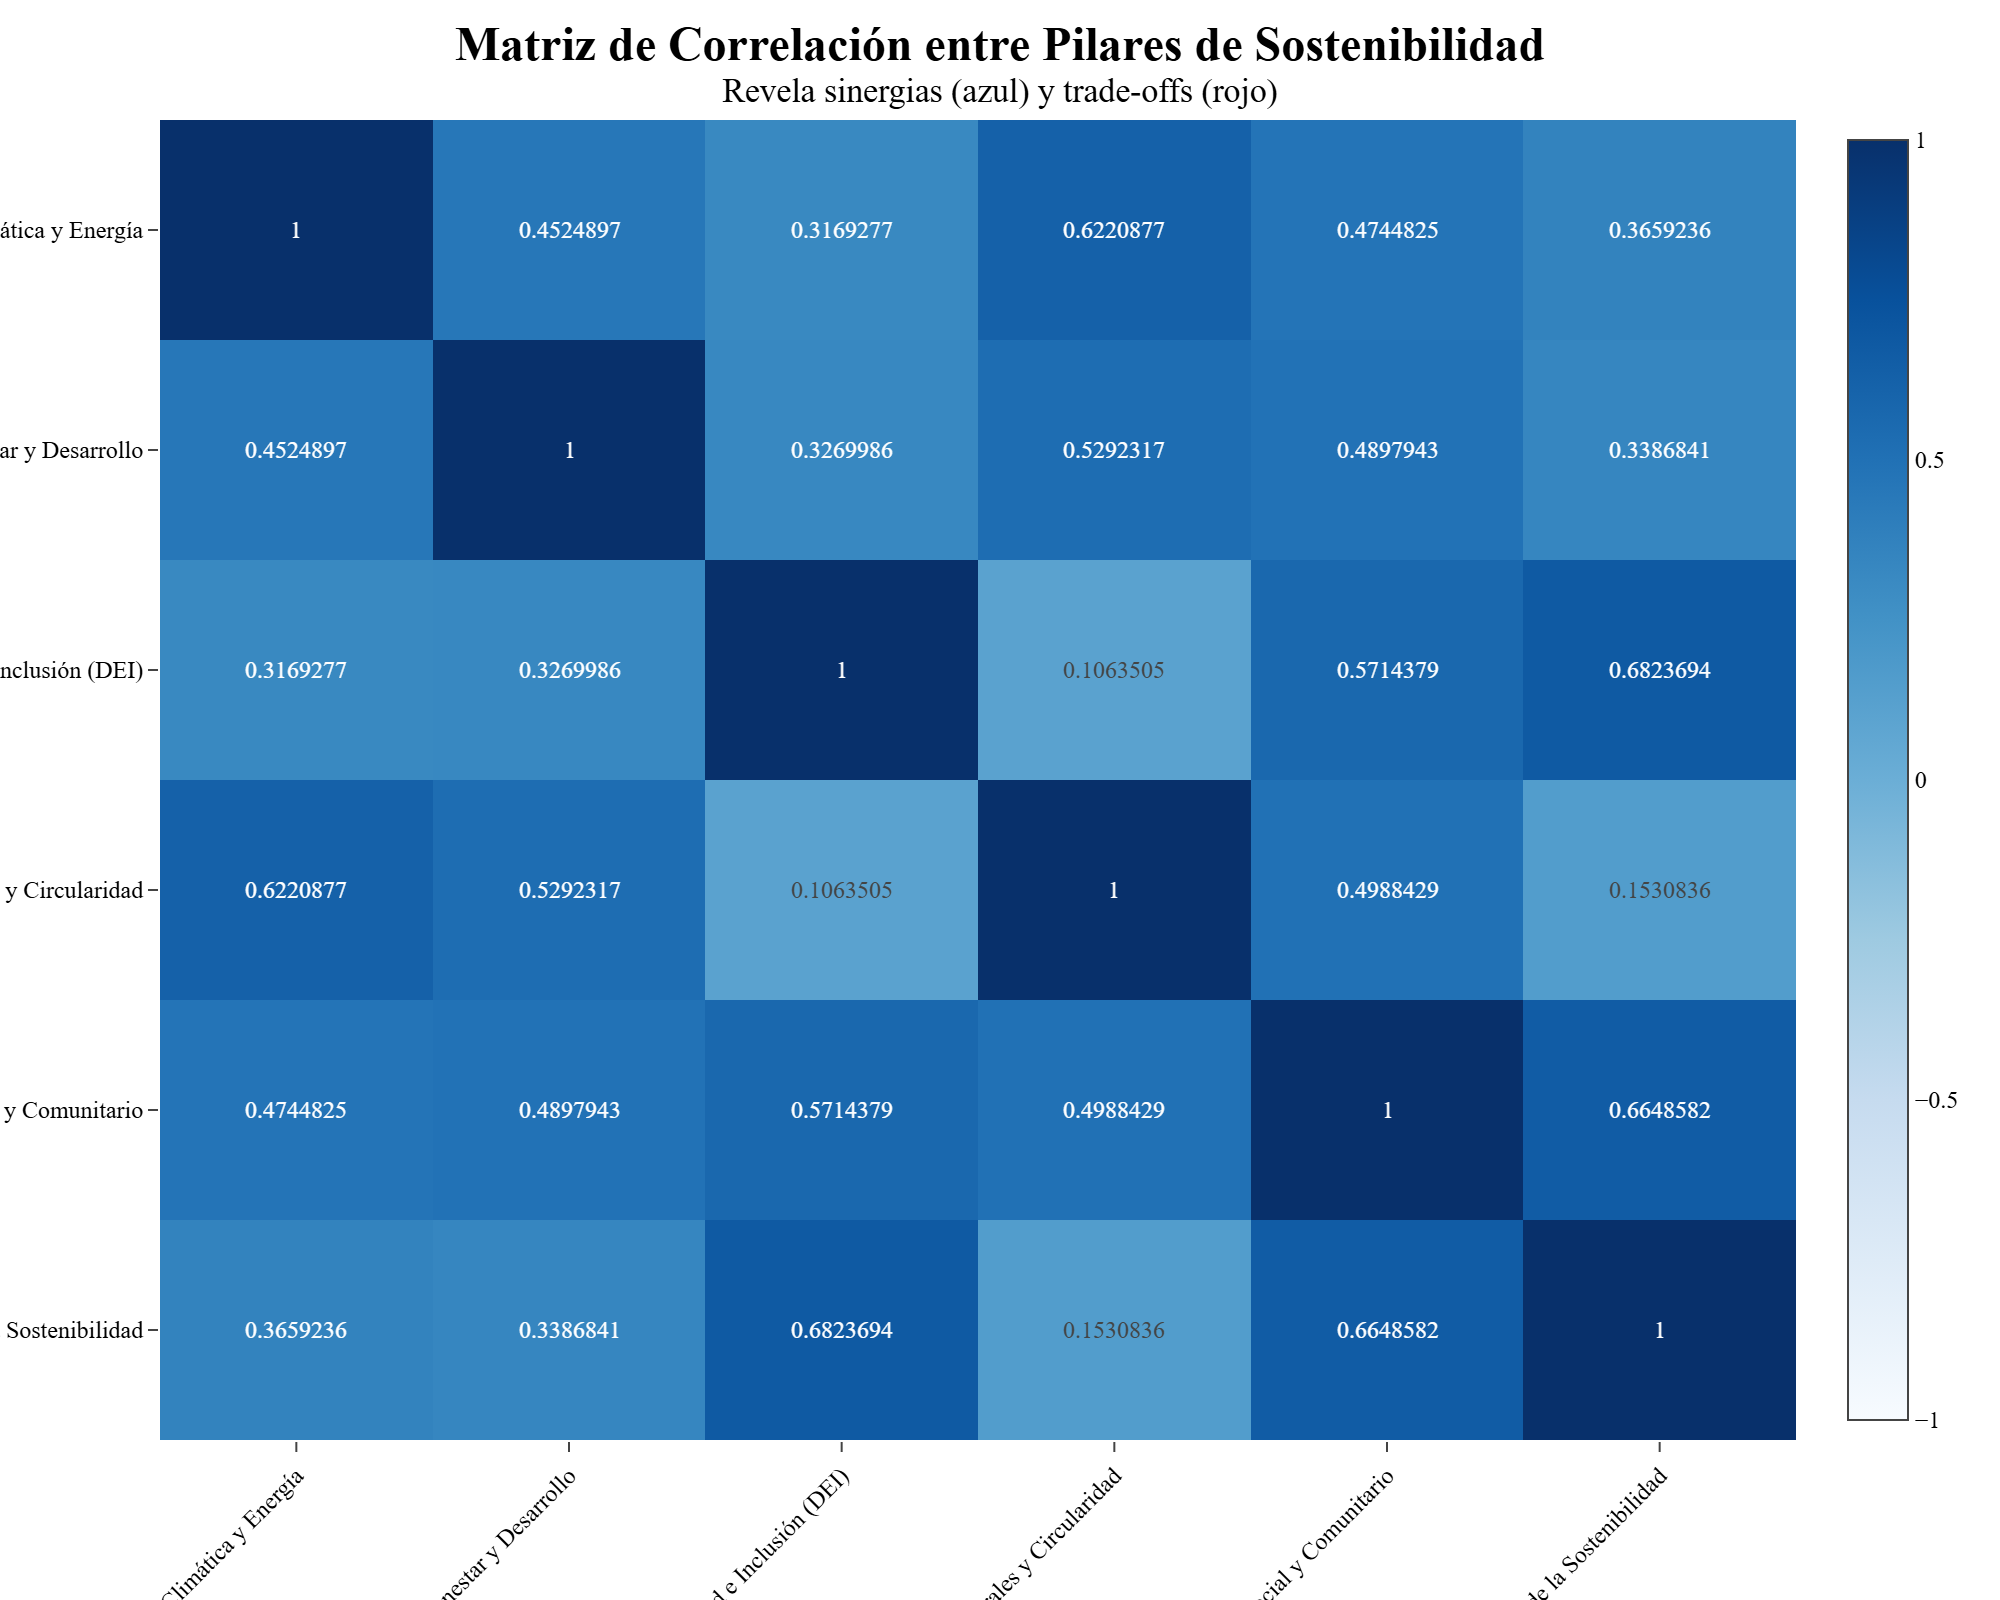 Matriz de Correlación entre Pilares de Sostenibilidad
Revela sinergias (azul) y trade-offs (rojo)
ática y Energía 1 0.4524897 0.3169277 0.6220877 0.4744825 0.3659236
ar y Desarrollo 0.4524897 1 0.3269986 0.5292317 0.4897943 0.3386841
nclusión (DEI) 0.3169277 0.3269986 1 0.1063505 0.5714379 0.6823694
y Circularidad 0.6220877 0.5292317 0.1063505 1 0.4988429 0.1530836
y Comunitario 0.4744825 0.4897943 0.5714379 0.4988429 1 0.6648582
Sostenibilidad 0.3659236 0.3386841 0.6823694 0.1530836 0.6648582 1
1
0.5
0
−0.5
−1
Climática y Energía
nestar y Desarrollo
d e Inclusión (DEI)
rales y Circularidad
cial y Comunitario
de la Sostenibilidad